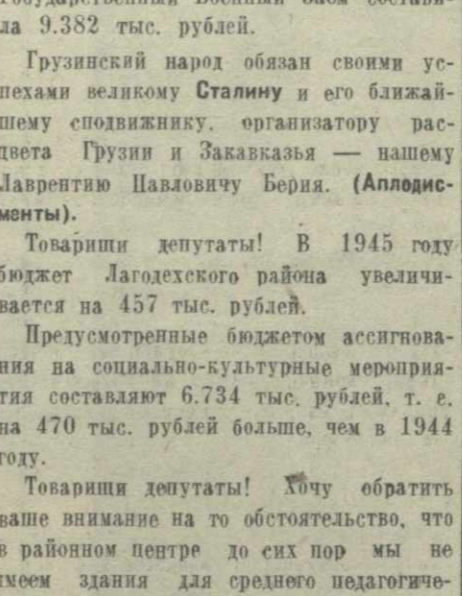 Государственный Военный Заем состави-
ла 9.382 тыс. рублей.
Грузинский народ обязан своими ус-
пехами великому Сталину и его ближай-
шему сподвижнику. организатору рас-
цвета Грузии и Закавказья — нашему
Лаврентию Павловичу Берия. (Аплодис-
менты).
Товарищи депутаты! В 1945 году
бюджет Лагодехского района увеличи-
вается на 457 тыс. рублей.
Предусмотренные бюджетом ассигнова-
ния на социально-культурные мероприя-
тия составляют 6.734 тыс. рублей. т. е.
на 470 тыс. рублей больше, чем в 1944
году.
Товарищи депутаты! Хочу обратить
ваше внимание на то обстоятельство, что
в районном центре до сих пор мы не
имеем здания для среднего педагогиче-